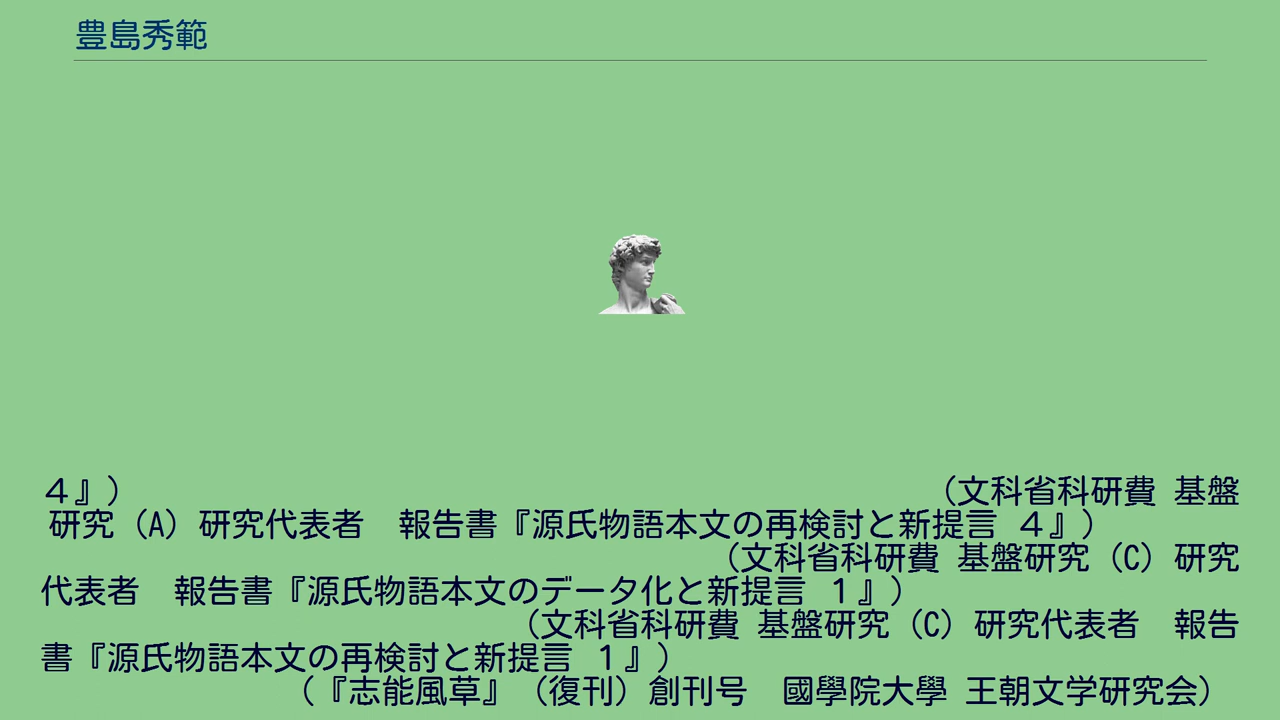 豊島秀範
４』） （文科省科研費 基盤
研究（A）研究代表者　報告書『源氏物語本文の再検討と新提言 ４』）
（文科省科研費 基盤研究（C）研究
代表者　報告書『源氏物語本文のデータ化と新提言 １』）
（文科省科研費 基盤研究（C）研究代表者　報告
書『源氏物語本文の再検討と新提言 １』）
（『志能風草』（復刊）創刊号　國學院大學 王朝文学研究会）